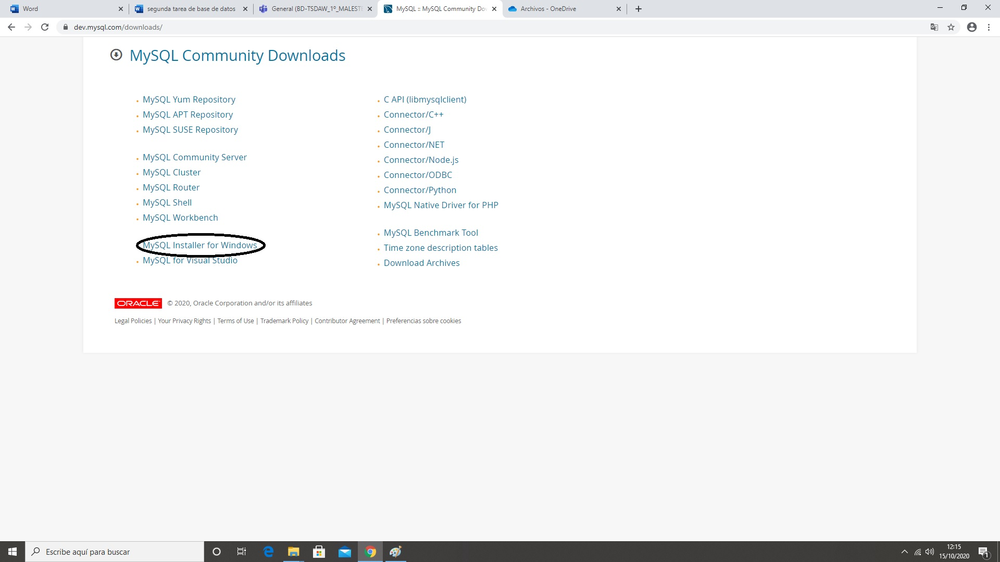 Word
segunda tarea de base de datos
General (BD-TSDAW_1º_MALESTE
MySQL :: MySQL Community Do
Archivos - OneDrive
dev.mysql.com/downloads/
MySQL Community Downloads
MySQL Yum Repository
MySQL APT Repository
MySQL SUSE Repository
MySQL Community Server
MySQL Cluster
MySQL Router
MySQL Shell
MySQL Workbench
MySQL Installer for Windows
MySQL for Visual Studio
C API (libmysqlclient)
Connector/C++
Connector/J
Connector/NET
Connector/Node.js
Connector/ODBC
Connector/Python
MySQL Native Driver for PHP
MySQL Benchmark Tool
Time zone description tables
Download Archives
ORACLE © 2020, Oracle Corporation and/or its affiliates
Legal Policies | Your Privacy Rights | Terms of Use | Trademark Policy | Contributor Agreement | Preferencias sobre cookies
Escribe aquí para buscar
12:15
15/10/2020
1